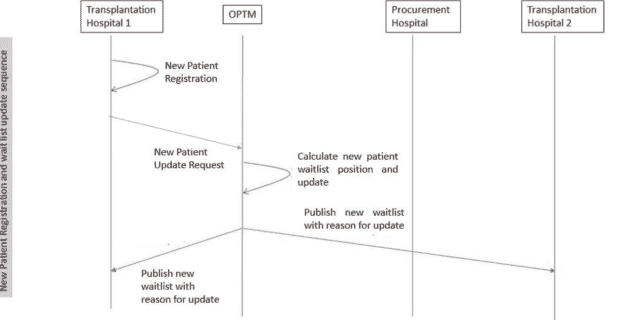 Transplantation
Hospital 1
OPTM
Procurement
Hospital
Transplantation
Hospital 2
New Patient Registration and wait list update sequence
New Patient
Registration
New Patient
Update Request
Calculate new patient
waitlist position and
update
Publish new waitlist
with reason for update
Publish new
waitlist with
reason for update